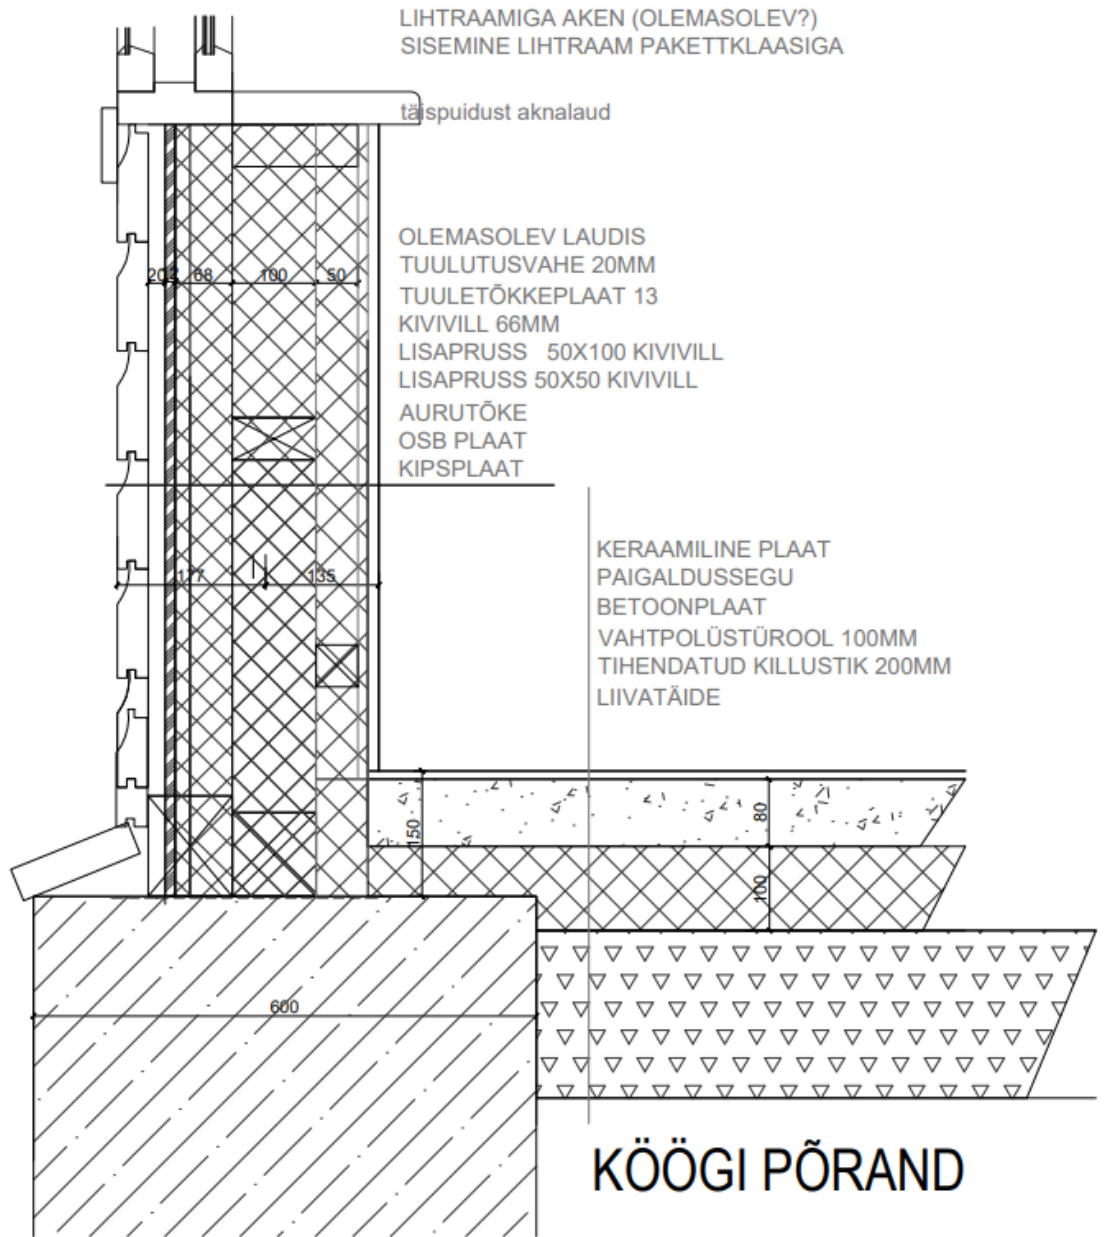 LIHTRAAMIGA AKEN (OLEMASOLEV?)
SISEMINE LIHTRAAM PAKETTKLAASIGA
täispuidust aknalaud
OLEMASOLEV LAUDIS
TUULUTUSVAHE 20MM
TUULETÕKKEPLAAT 13
KIVIVILL 66MM
LISAPRUSS 50X100 KIVIVILL
LISAPRUSS 50X50 KIVIVILL
AURUTÕKE
OSB PLAAT
KIPSPLAAT
20 68 100 50
177 135
KERAAMILINE PLAAT
PAIGALDUSSEGU
BETOONPLAAT
VAHTPOLÜSTÜROOL 100MM
TIHENDATUD KILLUSTIK 200MM
LIIVATÄIDE
150
80
100
600
KÖÖGI PÕRAND